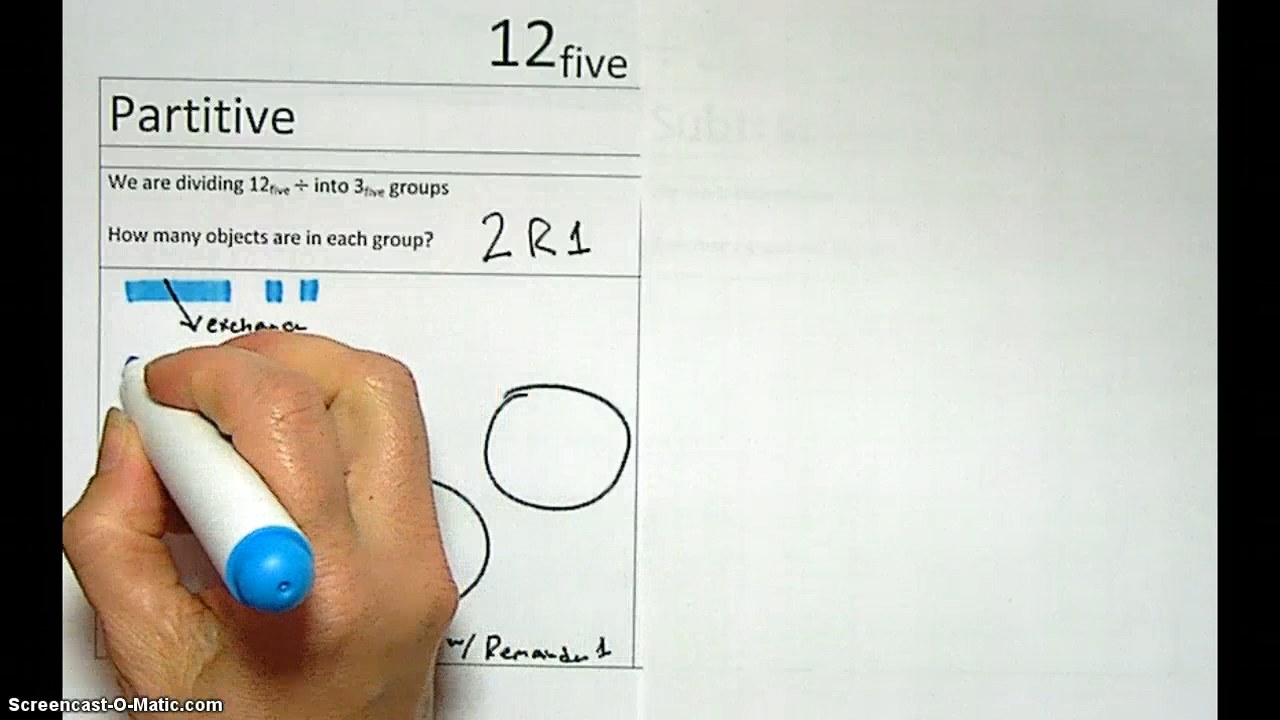 12five
Partitive
We are dividing 12five ÷ into 3five groups
How many objects are in each group?
2 R 1
w/ Remainder 1
Screencast-O-Matic.com